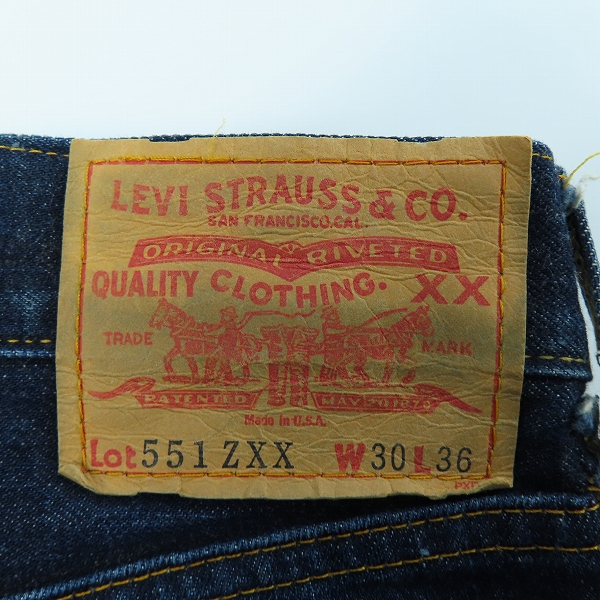 LEVI STRAUSS & CO.
SAN FRANCISCO, CAL.
ORIGINAL RIVETED
QUALITY CLOTHING. XX
TRADE MARK
PATENTED MAY 20 1873
Made in U.S.A.
Lot 551 ZXX W 30 L 36